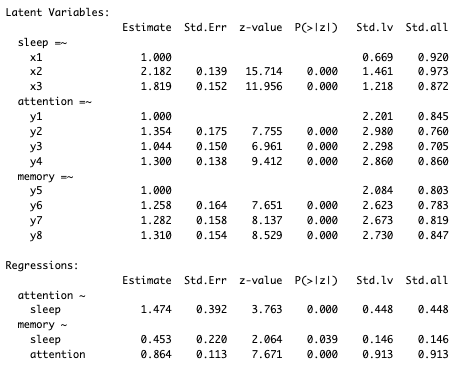 Latent Variables:
Estimate Std.Err z-value P(>|z|) Std.lv Std.all
sleep =~
x1 1.000 0.669 0.920
x2 2.182 0.139 15.714 0.000 1.461 0.973
x3 1.819 0.152 11.956 0.000 1.218 0.872
attention =~
y1 1.000 2.201 0.845
y2 1.354 0.175 7.755 0.000 2.980 0.760
y3 1.044 0.150 6.961 0.000 2.298 0.705
y4 1.300 0.138 9.412 0.000 2.860 0.860
memory =~
y5 1.000 2.084 0.803
y6 1.258 0.164 7.651 0.000 2.623 0.783
y7 1.282 0.158 8.137 0.000 2.673 0.819
y8 1.310 0.154 8.529 0.000 2.730 0.847
Regressions:
Estimate Std.Err z-value P(>|z|) Std.lv Std.all
attention ~
sleep 1.474 0.392 3.763 0.000 0.448 0.448
memory ~
sleep 0.453 0.220 2.064 0.039 0.146 0.146
attention 0.864 0.113 7.671 0.000 0.913 0.913